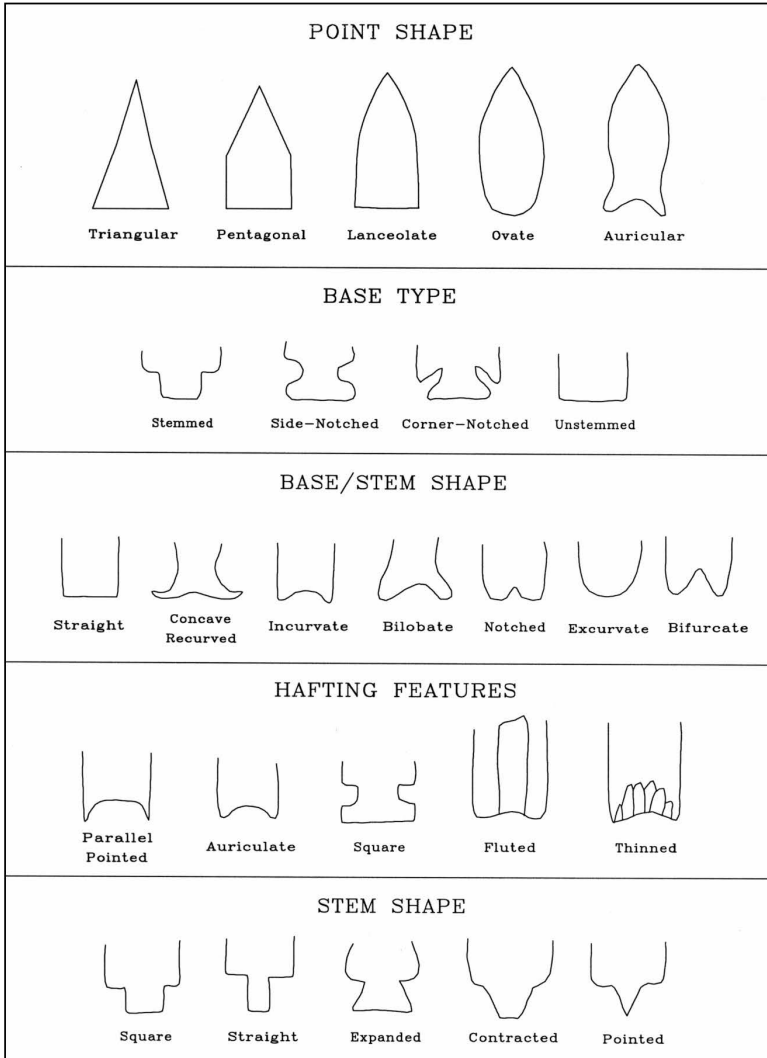 POINT SHAPE
Triangular Pentagonal Lanceolate Ovate Auricular
BASE TYPE
Stemmed Side-Notched Corner-Notched Unstemmed
BASE/STEM SHAPE
Straight Concave Recurved Incurvate Bilobate Notched Excurvate Bifurcate
HAFTING FEATURES
Parallel Pointed Auriculate Square Fluted Thinned
STEM SHAPE
Square Straight Expanded Contracted Pointed